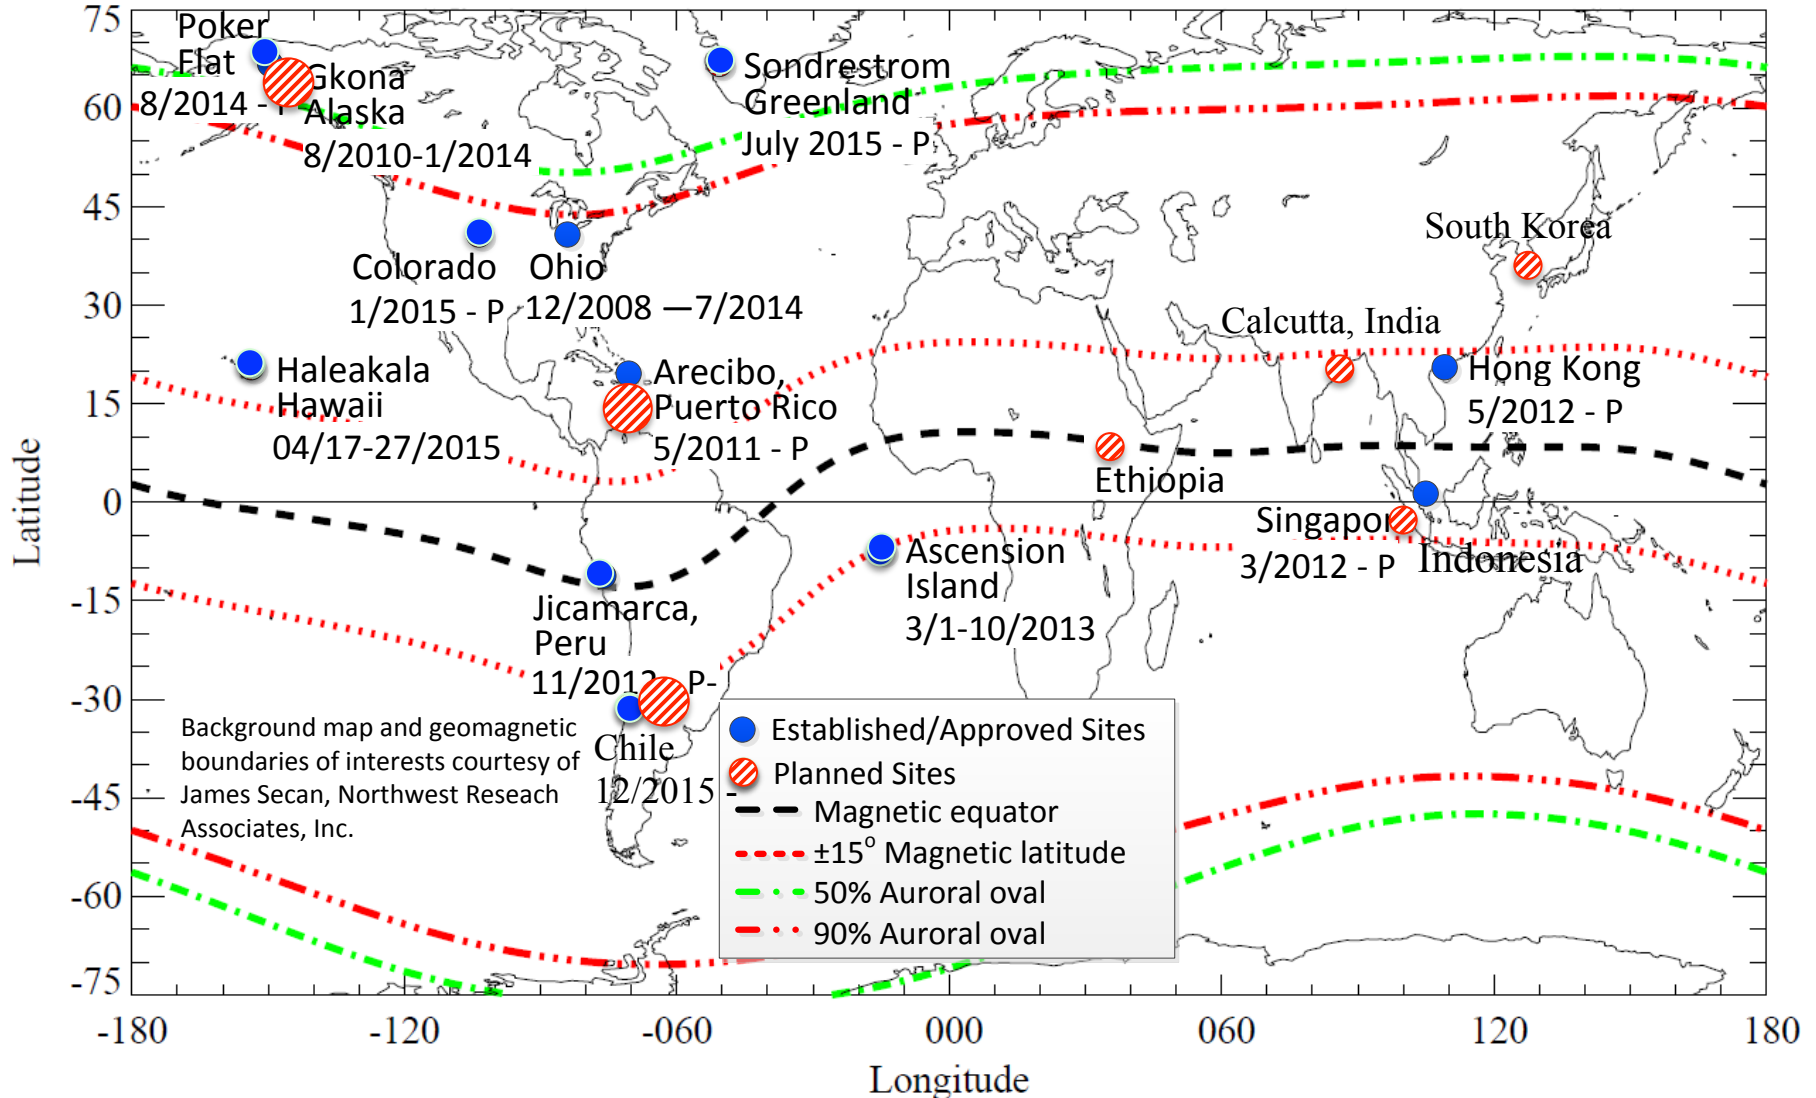 75
60
45
30
15
0
-15
-30
-45
-60
-75
Latitude
-180
-120
-060
000
060
120
180
Longitude
Poker
Flat
8/2014 -
Gkona
Alaska
8/2010-1/2014
Sondrestrom
Greenland
July 2015 - P
Colorado
1/2015 - P
Ohio
12/2008 —7/2014
South Korea
Calcutta, India
Haleakala
Hawaii
04/17-27/2015
Arecibo,
Puerto Rico
5/2011 - P
Hong Kong
5/2012 - P
Ethiopia
Singapor
3/2012 - P
Indonesia
Ascension
Island
3/1-10/2013
Jicamarca,
Peru
11/2012 P-
Chile
12/2015 -
Background map and geomagnetic
boundaries of interests courtesy of
James Secan, Northwest Reseach
Associates, Inc.
Established/Approved Sites
Planned Sites
Magnetic equator
±15° Magnetic latitude
50% Auroral oval
90% Auroral oval